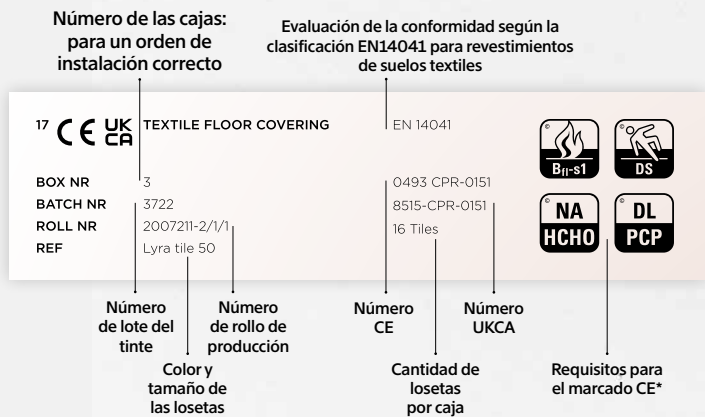 Número de las cajas:
para un orden de
instalación correcto
Evaluación de la conformidad según la
clasificación EN14041 para revestimientos
de suelos textiles
17 CE UK CA TEXTILE FLOOR COVERING EN 14041
BOX NR 3 0493 CPR-0151
BATCH NR 3722 8515-CPR-0151
ROLL NR 2007211-2/1/1 16 Tiles
REF Lyra tile 50
© Bfl-s1
© DS
© NA HCHO
© DL PCP
Número
de lote del
tinte
Número
de rollo de
producción
Número
CE
Número
UKCA
Color y
tamaño de
las losetas
Cantidad de
losetas
por caja
Requisitos para
el marcado CE*